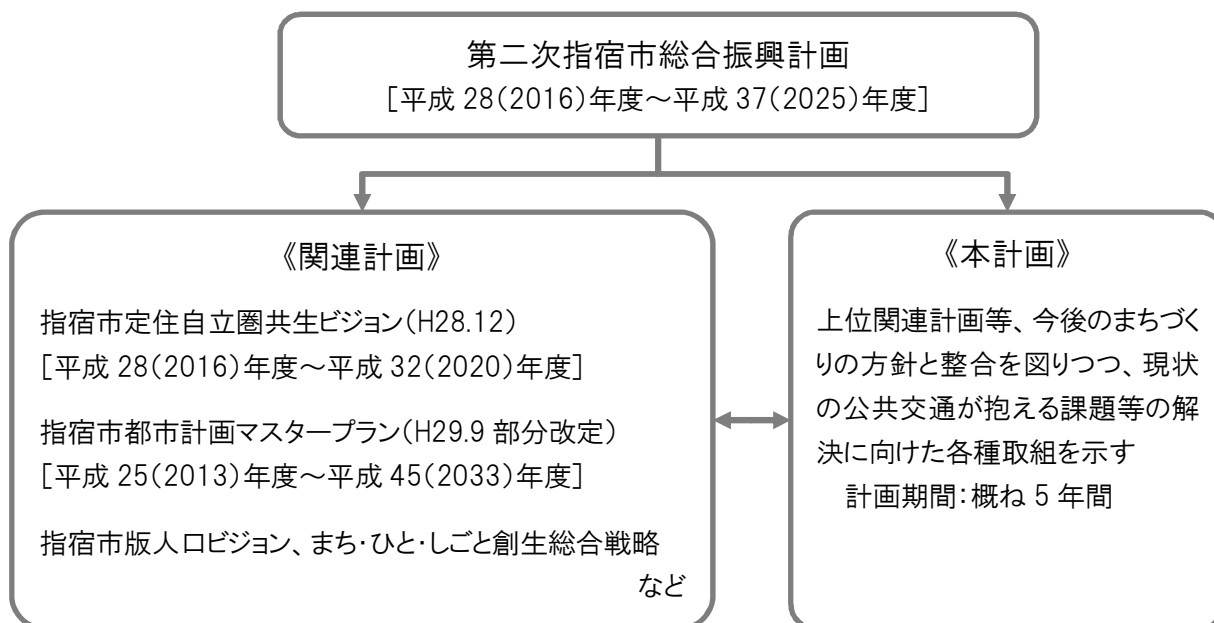 第二次指宿市総合振興計画
[平成 28(2016)年度~平成 37(2025)年度]
《関連計画》
指宿市定住自立圏共生ビジョン(H28.12)
[平成 28(2016)年度~平成 32(2020)年度]
指宿市都市計画マスタープラン(H29.9 部分改定)
[平成 25(2013)年度~平成 45(2033)年度]
指宿市版人口ビジョン、まち・ひと・しごと創生総合戦略
など
《本計画》
上位関連計画等、今後のまちづく
りの方針と整合を図りつつ、現状
の公共交通が抱える課題等の解
決に向けた各種取組を示す
計画期間:概ね 5 年間